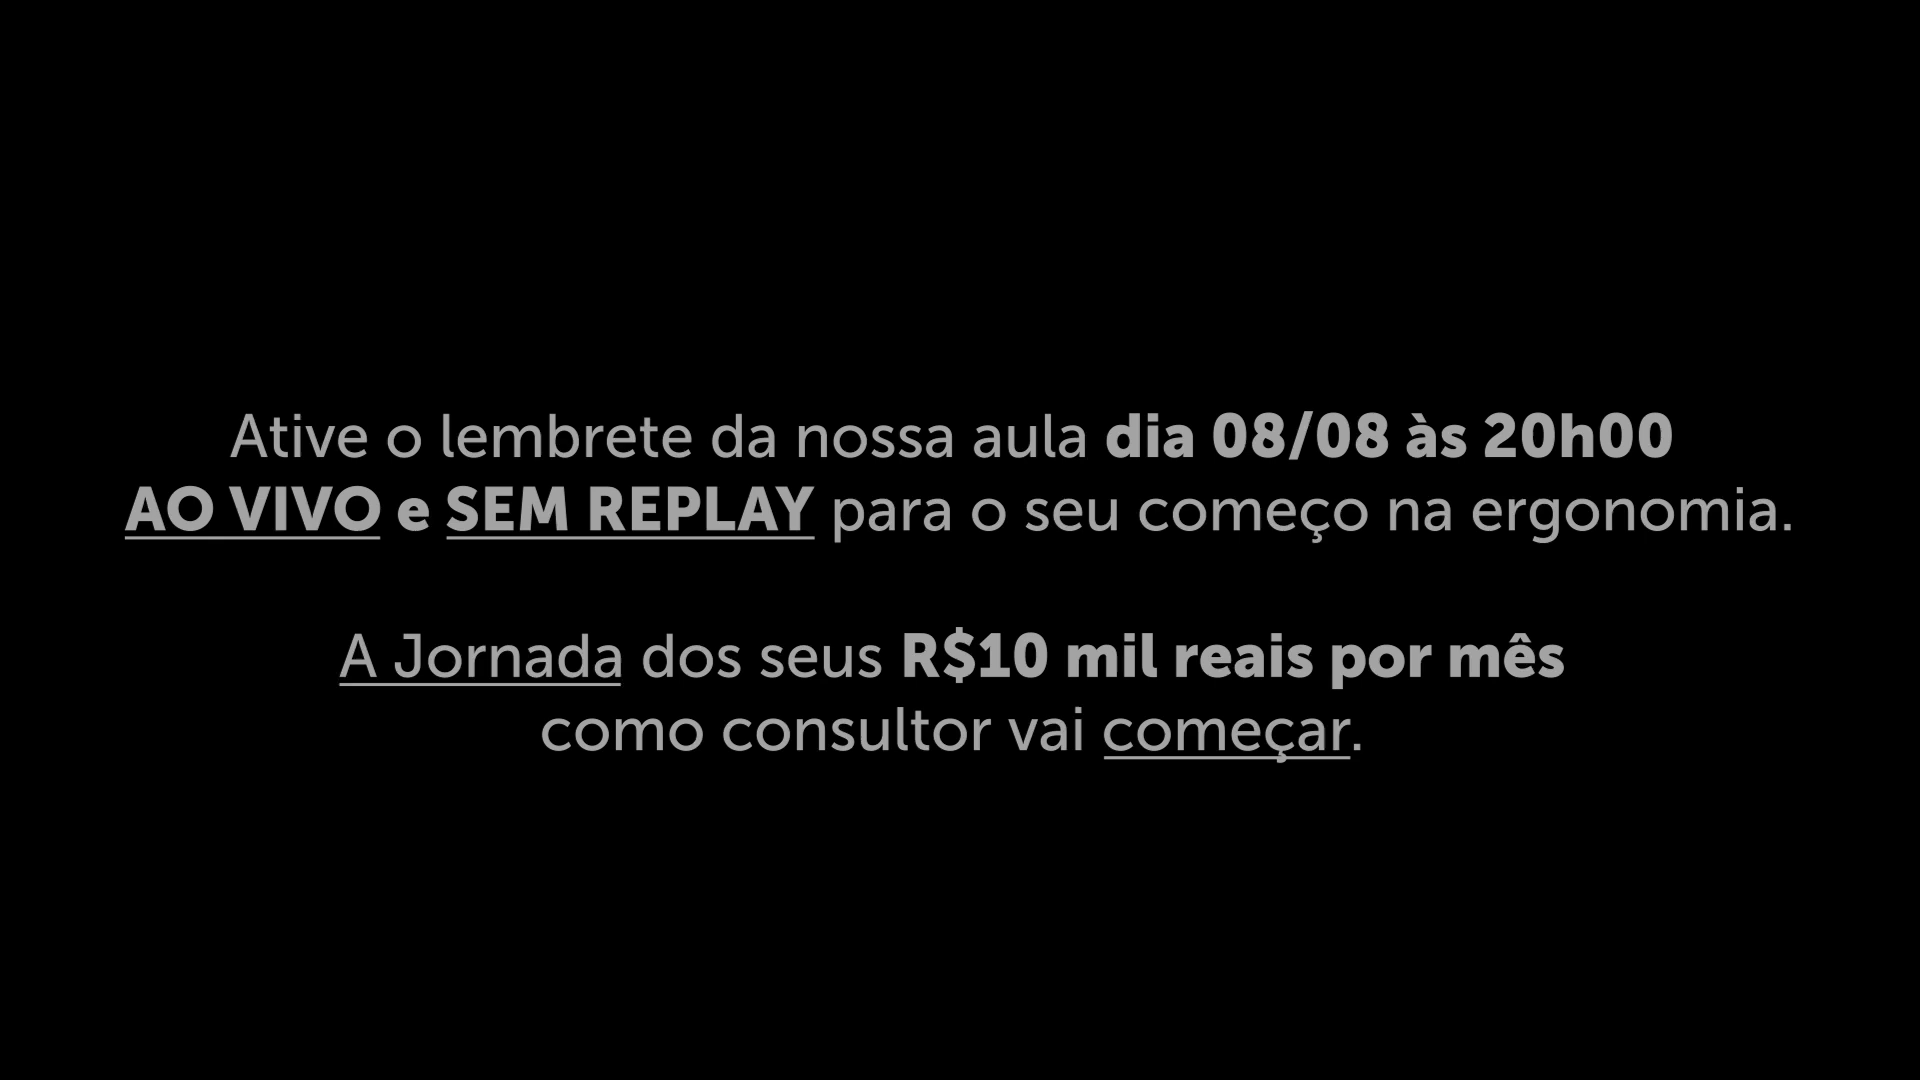 Ative o lembrete da nossa aula dia 08/08 às 20h00
AO VIVO e SEM REPLAY para o seu começo na ergonomia.
A Jornada dos seus R$10 mil reais por mês
como consultor vai começar.